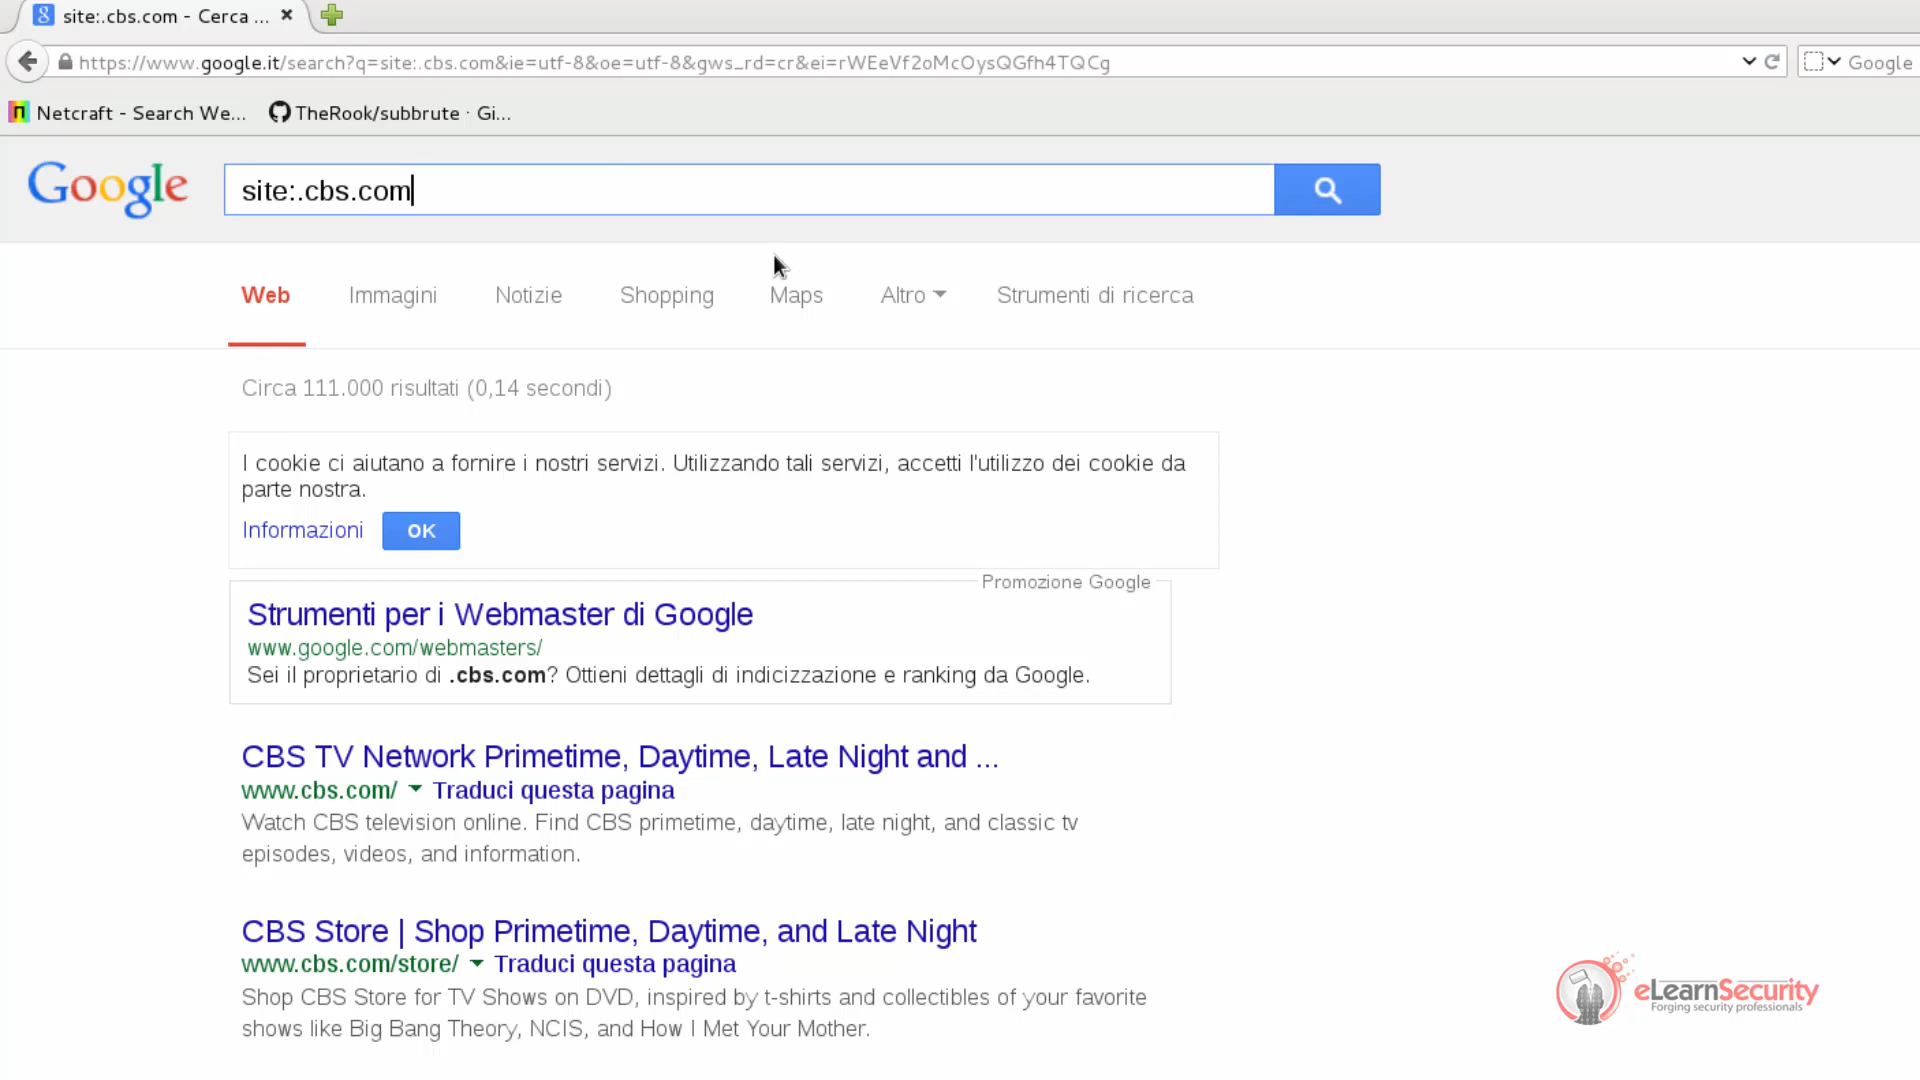 site:.cbs.com - Cerca ...
https://www.google.it/search?q=site:.cbs.com&ie=utf-8&oe=utf-8&gws_rd=cr&ei=rWEeVf2oMcOysQGfh4TQCg
Google
Netcraft - Search We...
TheRook/subbrute · Gi...
Google
site:.cbs.com
Web
Immagini
Notizie
Shopping
Maps
Altro
Strumenti di ricerca
Circa 111.000 risultati (0,14 secondi)
I cookie ci aiutano a fornire i nostri servizi. Utilizzando tali servizi, accetti l'utilizzo dei cookie da
parte nostra.
Informazioni
OK
Promozione Google
Strumenti per i Webmaster di Google
www.google.com/webmasters/
Sei il proprietario di .cbs.com? Ottieni dettagli di indicizzazione e ranking da Google.
CBS TV Network Primetime, Daytime, Late Night and ...
www.cbs.com/ Traduci questa pagina
Watch CBS television online. Find CBS primetime, daytime, late night, and classic tv
episodes, videos, and information.
CBS Store | Shop Primetime, Daytime, and Late Night
www.cbs.com/store/ Traduci questa pagina
Shop CBS Store for TV Shows on DVD, inspired by t-shirts and collectibles of your favorite
shows like Big Bang Theory, NCIS, and How I Met Your Mother.
eLearnSecurity
Forging security professionals